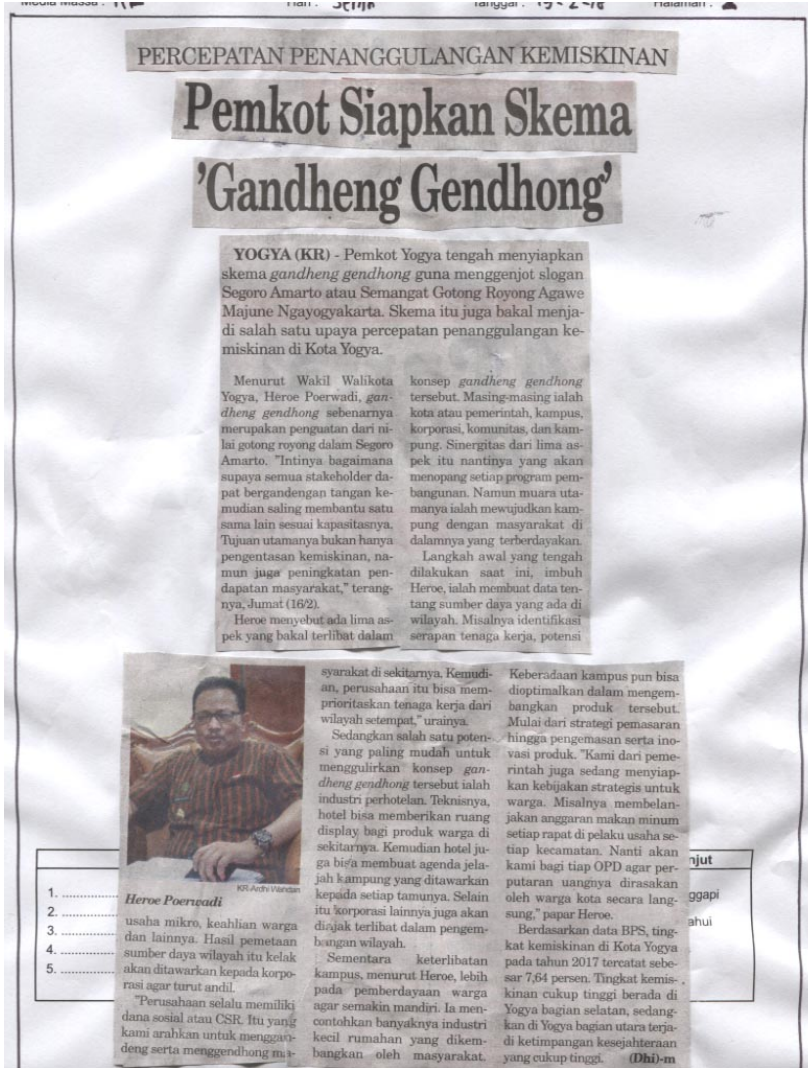 Media Massa : KR Hari : Senin Tanggal : 19-2-18 Halaman : 2
PERCEPATAN PENANGGULANGAN KEMISKINAN
Pemkot Siapkan Skema
'Gandheng Gendhong'
YOGYA (KR) - Pemkot Yogya tengah menyiapkan
skema gandheng gendhong guna menggenjot slogan
Segoro Amarto atau Semangat Gotong Royong Agawe
Majune Ngayogyakarta. Skema itu juga bakal menja-
di salah satu upaya percepatan penanggulangan ke-
miskinan di Kota Yogya.
Menurut Wakil Walikota
Yogya, Heroe Poerwadi, gan-
dheng gendhong sebenarnya
merupakan penguatan dari ni-
lai gotong royong dalam Segoro
Amarto. "Intinya bagaimana
supaya semua stakeholder da-
pat bergandengan tangan ke-
mudian saling membantu satu
sama lain sesuai kapasitasnya.
Tujuan utamanya bukan hanya
pengentasan kemiskinan, na-
mun juga peningkatan pen-
dapatan masyarakat," terang-
nya, Jumat (16/2).
Heroe menyebut ada lima as-
pek yang bakal terlibat dalam
konsep gandheng gendhong
tersebut. Masing-masing ialah
kota atau pemerintah, kampus,
korporasi, komunitas, dan kam-
pung. Sinergitas dari lima as-
pek itu nantinya yang akan
menopang setiap program pem-
bangunan. Namun muara uta-
manya ialah mewujudkan kam-
pung dengan masyarakat di
dalamnya yang terberdayakan.
Langkah awal yang tengah
dilakukan saat ini, imbuh
Heroe, ialah membuat data ten-
tang sumber daya yang ada di
wilayah. Misalnya identifikasi
serapan tenaga kerja, potensi
KR-Ardhi Wahdan
Heroe Poerwadi
usaha mikro, keahlian warga
dan lainnya. Hasil pemetaan
sumber daya wilayah itu kelak
akan ditawarkan kepada korpo-
rasi agar turut andil.
"Perusahaan selalu memiliki
dana sosial atau CSR. Itu yang
kami arahkan untuk menggan-
deng serta menggendhong ma-
syarakat di sekitarnya. Kemudi-
an, perusahaan itu bisa mem-
prioritaskan tenaga kerja dari
wilayah setempat," urainya.
Sedangkan salah satu poten-
si yang paling mudah untuk
menggulirkan konsep gan-
dheng gendhong tersebut ialah
industri perhotelan. Teknisnya,
hotel bisa memberikan ruang
display bagi produk warga di
sekitarnya. Kemudian hotel ju-
ga bisa membuat agenda jela-
jah kampung yang ditawarkan
kepada setiap tamunya. Selain
itu korporasi lainnya juga akan
diajak terlibat dalam pengem-
bangan wilayah.
Sementara keterlibatan
kampus, menurut Heroe, lebih
pada pemberdayaan warga
agar semakin mandiri. Ia men-
contohkan banyaknya industri
kecil rumahan yang dikem-
bangkan oleh masyarakat.
Keberadaan kampus pun bisa
dioptimalkan dalam mengem-
bangkan produk tersebut.
Mulai dari strategi pemasaran
hingga pengemasan serta ino-
vasi produk. "Kami dari peme-
rintah juga sedang menyiap-
kan kebijakan strategis untuk
warga. Misalnya membelan-
jakan anggaran makan minum
setiap rapat di pelaku usaha se-
tiap kecamatan. Nanti akan
kami bagi tiap OPD agar per-
putaran uangnya dirasakan
oleh warga kota secara lang-
sung," papar Heroe.
Berdasarkan data BPS, ting-
kat kemiskinan di Kota Yogya
pada tahun 2017 tercatat sebe-
sar 7,64 persen. Tingkat kemis-
kinan cukup tinggi berada di
Yogya bagian selatan, sedang-
kan di Yogya bagian utara terja-
di ketimpangan kesejahteraan
yang cukup tinggi. (Dhi)-m
1. ....................
2. ....................
3. ....................
4. ....................
5. ....................
njut
ggapi
ahui